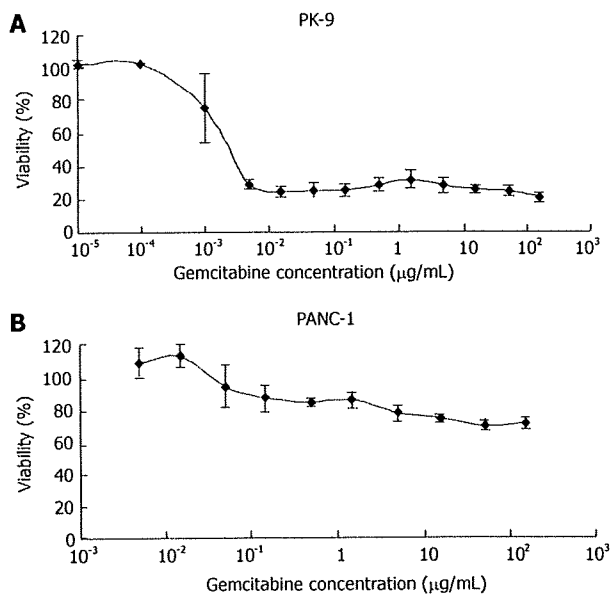 A
PK-9
120
100
80
60
40
20
0
Viability (%)
10⁻⁵ 10⁻⁴ 10⁻³ 10⁻² 10⁻¹ 1 10¹ 10² 10³
Gemcitabine concentration (μg/mL)
B
PANC-1
120
100
80
60
40
20
0
Viability (%)
10⁻³ 10⁻² 10⁻¹ 1 10¹ 10² 10³
Gemcitabine concentration (μg/mL)